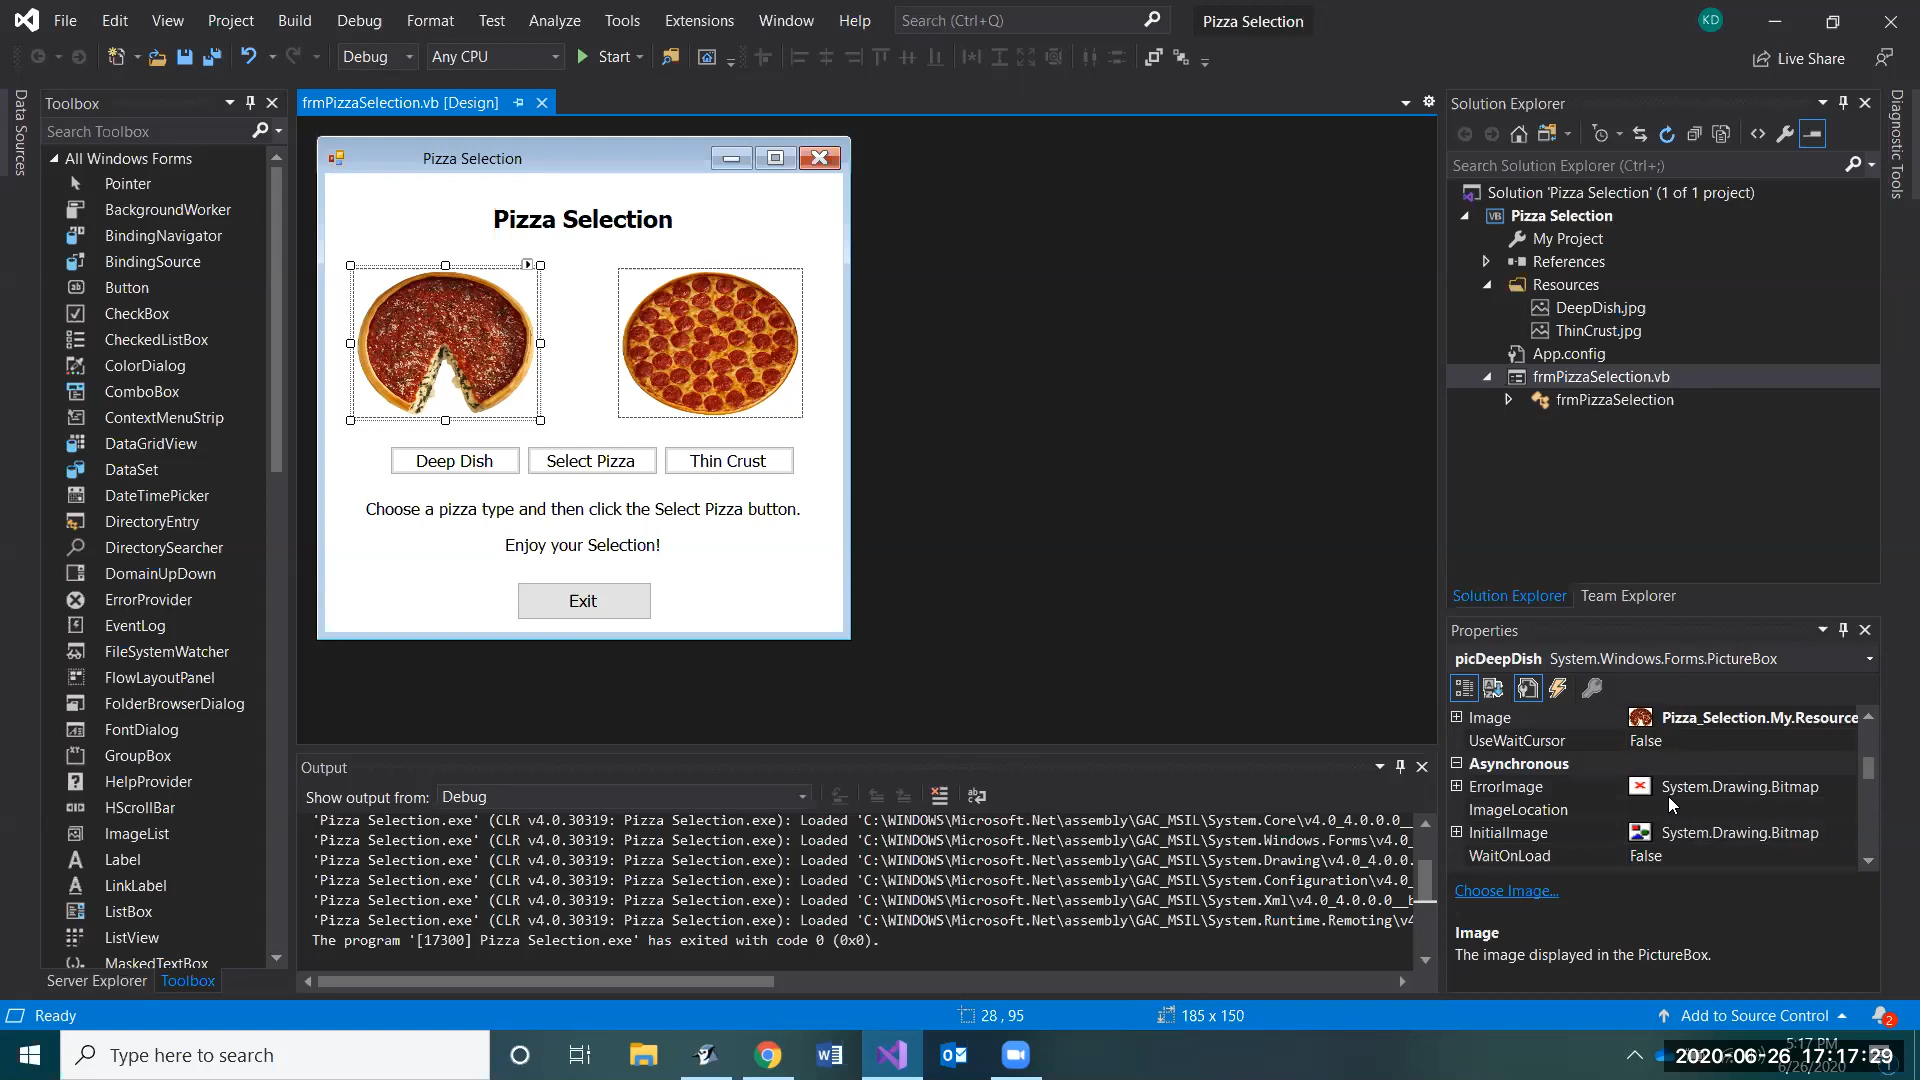 File Edit View Project Build Debug Format Test Analyze Tools Extensions Window Help Search (Ctrl+Q) Pizza Selection KD
Debug Any CPU Start Live Share
Data Sources
Toolbox
Search Toolbox
All Windows Forms
Pointer
BackgroundWorker
BindingNavigator
BindingSource
Button
CheckBox
CheckedListBox
ColorDialog
ComboBox
ContextMenuStrip
DataGridView
DataSet
DateTimePicker
DirectoryEntry
DirectorySearcher
DomainUpDown
ErrorProvider
EventLog
FileSystemWatcher
FlowLayoutPanel
FolderBrowserDialog
FontDialog
GroupBox
HelpProvider
HScrollBar
ImageList
Label
LinkLabel
ListBox
ListView
MaskedTextBox
Server Explorer Toolbox
frmPizzaSelection.vb [Design]
Pizza Selection
Pizza Selection
Deep Dish Select Pizza Thin Crust
Choose a pizza type and then click the Select Pizza button.
Enjoy your Selection!
Exit
Output
Show output from: Debug
'Pizza Selection.exe' (CLR v4.0.30319: Pizza Selection.exe): Loaded 'C:\WINDOWS\Microsoft.Net\assembly\GAC_MSIL\System.Core\v4.0_4.0.0.0__
'Pizza Selection.exe' (CLR v4.0.30319: Pizza Selection.exe): Loaded 'C:\WINDOWS\Microsoft.Net\assembly\GAC_MSIL\System.Windows.Forms\v4.0_
'Pizza Selection.exe' (CLR v4.0.30319: Pizza Selection.exe): Loaded 'C:\WINDOWS\Microsoft.Net\assembly\GAC_MSIL\System.Drawing\v4.0_4.0.0.
'Pizza Selection.exe' (CLR v4.0.30319: Pizza Selection.exe): Loaded 'C:\WINDOWS\Microsoft.Net\assembly\GAC_MSIL\System.Configuration\v4.0_
'Pizza Selection.exe' (CLR v4.0.30319: Pizza Selection.exe): Loaded 'C:\WINDOWS\Microsoft.Net\assembly\GAC_MSIL\System.Xml\v4.0_4.0.0.0__b
'Pizza Selection.exe' (CLR v4.0.30319: Pizza Selection.exe): Loaded 'C:\WINDOWS\Microsoft.Net\assembly\GAC_MSIL\System.Runtime.Remoting\v4
The program '[17300] Pizza Selection.exe' has exited with code 0 (0x0).
Solution Explorer
Search Solution Explorer (Ctrl+;)
Solution 'Pizza Selection' (1 of 1 project)
VB Pizza Selection
My Project
References
Resources
DeepDish.jpg
ThinCrust.jpg
App.config
frmPizzaSelection.vb
frmPizzaSelection
Solution Explorer Team Explorer
Diagnostic Tools
Properties
picDeepDish System.Windows.Forms.PictureBox
Image Pizza_Selection.My.Resource
UseWaitCursor False
Asynchronous
ErrorImage System.Drawing.Bitmap
ImageLocation
InitialImage System.Drawing.Bitmap
WaitOnLoad False
Choose Image...
Image
The image displayed in the PictureBox.
Ready 28 , 95 185 x 150 Add to Source Control 2
Type here to search
5:17 PM
2020-06-26 17:17:29
6/26/2020